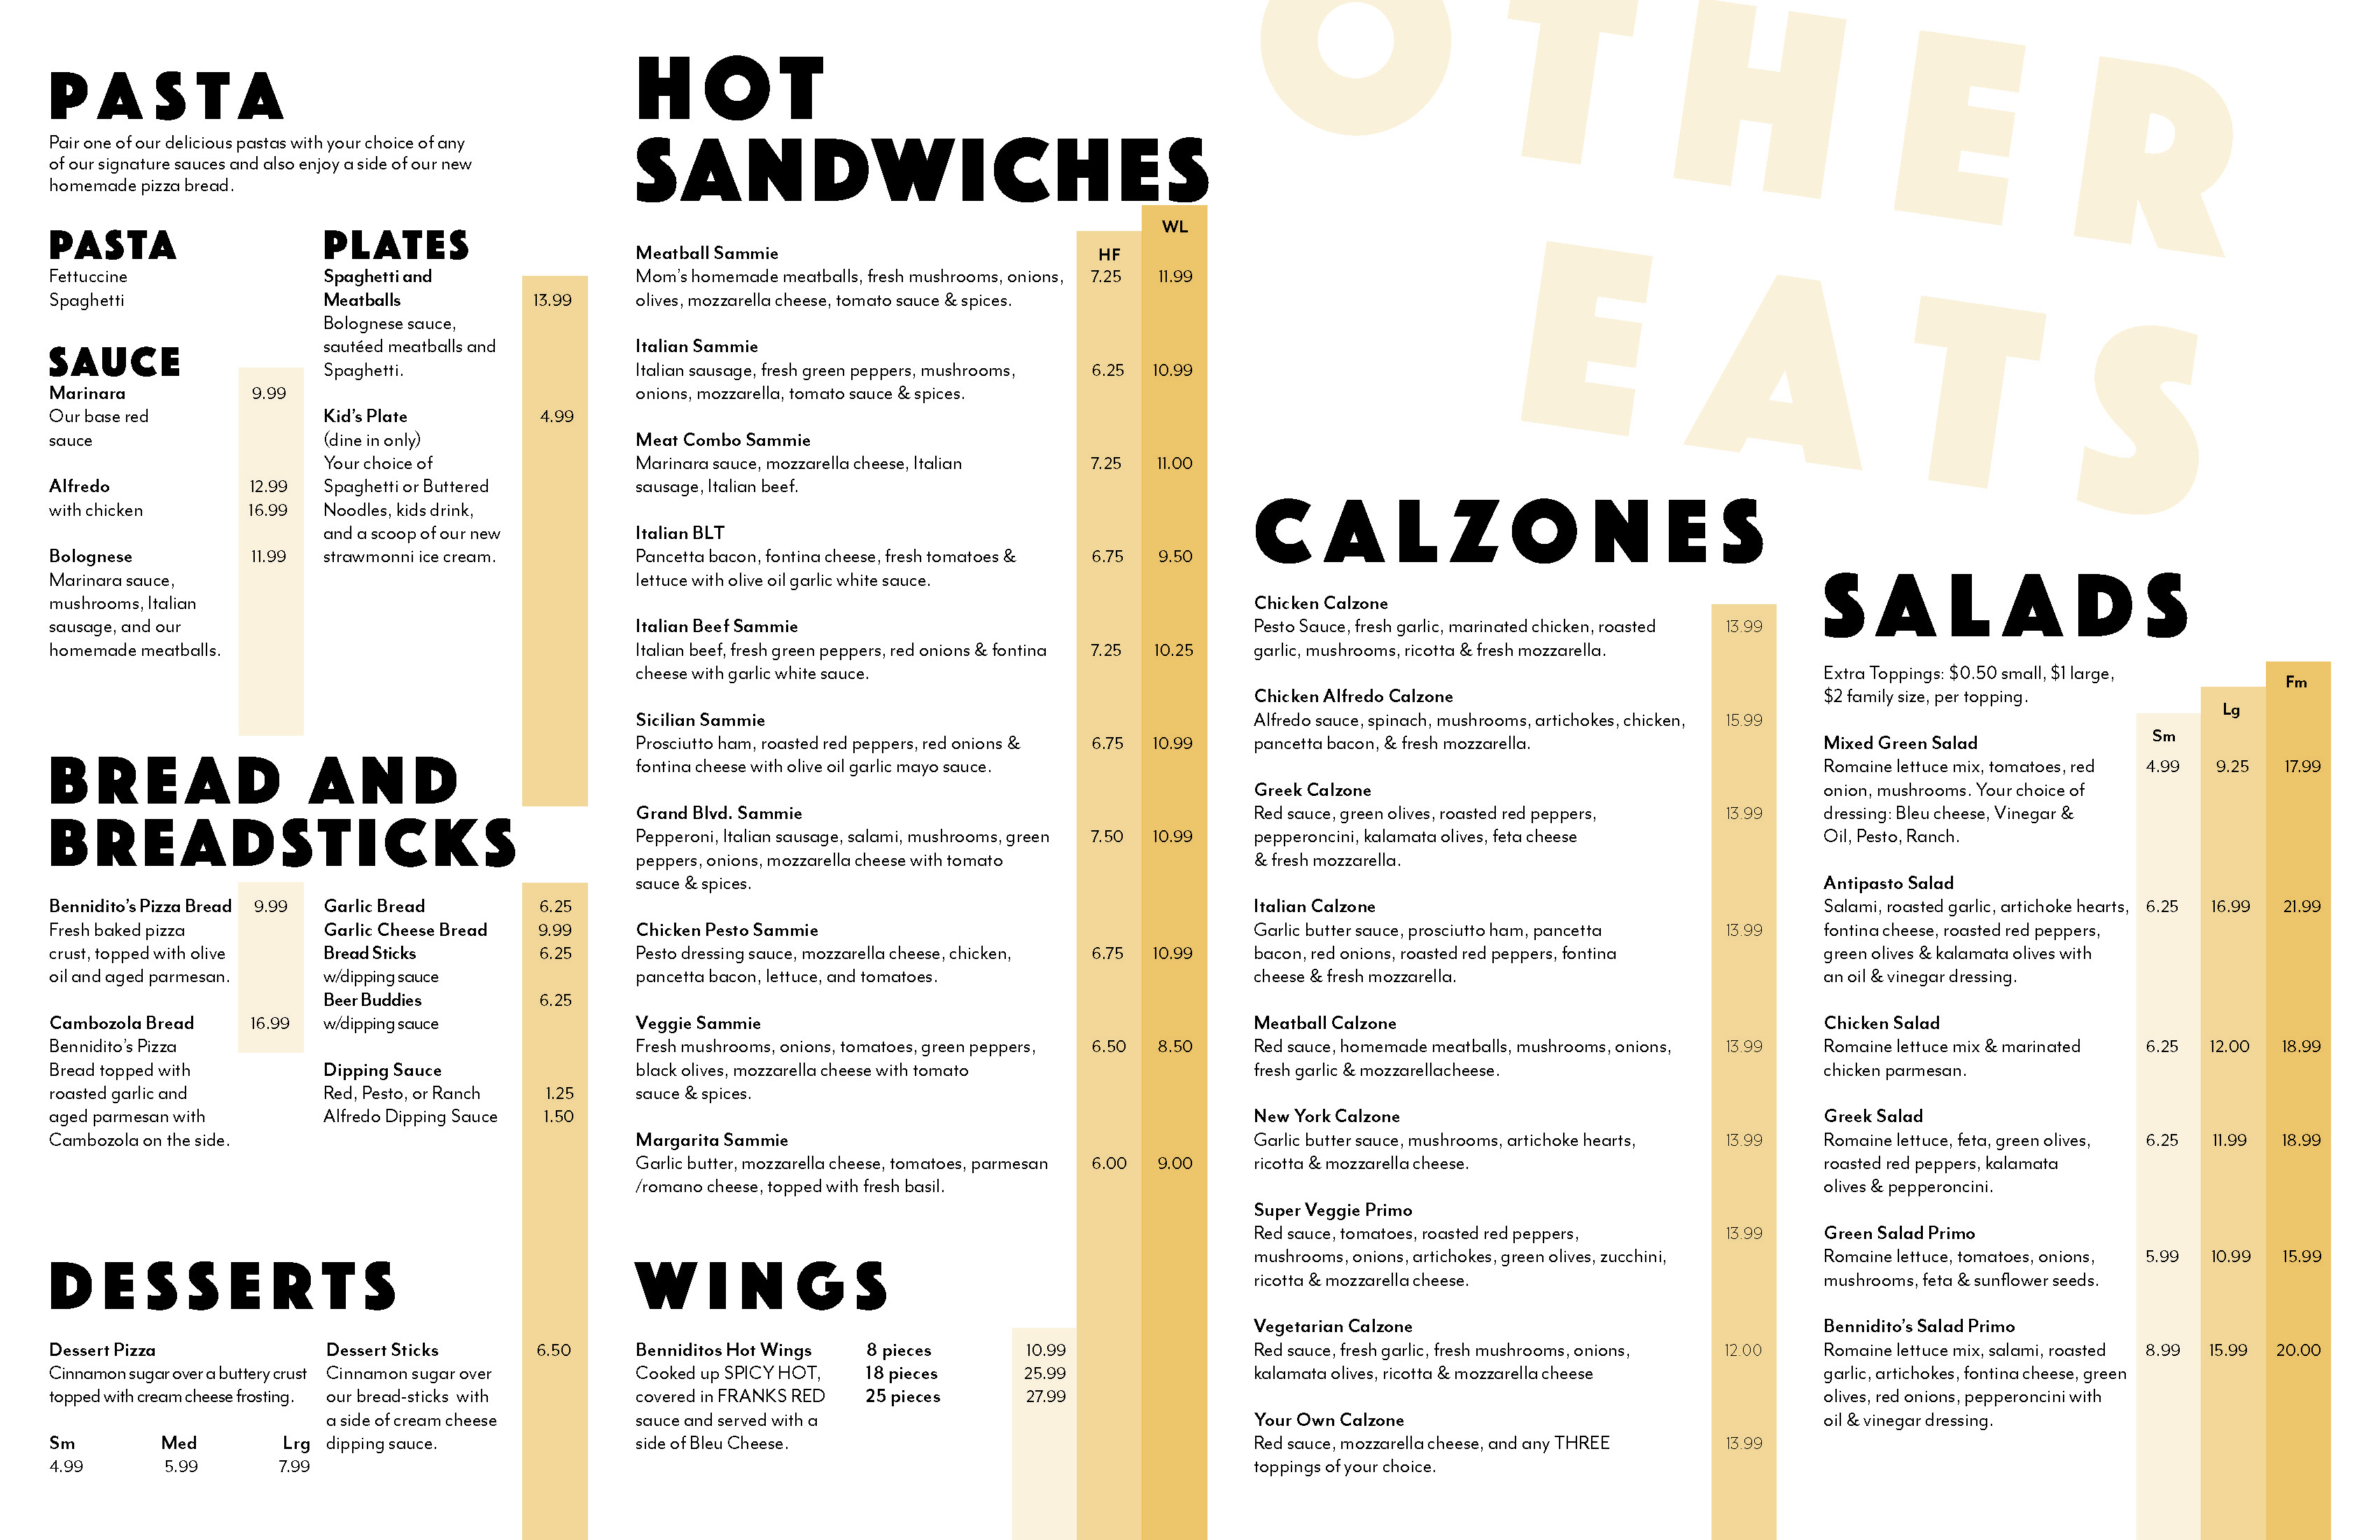 OTHER
EATS
PASTA
Pair one of our delicious pastas with your choice of any
of our signature sauces and also enjoy a side of our new
homemade pizza bread.
PASTA
Fettuccine
Spaghetti
SAUCE
Marinara 9.99
Our base red
sauce
Alfredo 12.99
with chicken 16.99
Bolognese 11.99
Marinara sauce,
mushrooms, Italian
sausage, and our
homemade meatballs.
PLATES
Spaghetti and
Meatballs 13.99
Bolognese sauce,
sautéed meatballs and
Spaghetti.
Kid's Plate 4.99
(dine in only)
Your choice of
Spaghetti or Buttered
Noodles, kids drink,
and a scoop of our new
strawmonni ice cream.
BREAD AND
BREADSTICKS
Bennidito's Pizza Bread 9.99
Fresh baked pizza
crust, topped with olive
oil and aged parmesan.
Cambozola Bread 16.99
Bennidito's Pizza
Bread topped with
roasted garlic and
aged parmesan with
Cambozola on the side.
Garlic Bread 6.25
Garlic Cheese Bread 9.99
Bread Sticks 6.25
w/dipping sauce
Beer Buddies 6.25
w/dipping sauce
Dipping Sauce
Red, Pesto, or Ranch 1.25
Alfredo Dipping Sauce 1.50
DESSERTS
Dessert Pizza
Cinnamon sugar over a buttery crust
topped with cream cheese frosting.
Sm Med Lrg
4.99 5.99 7.99
Dessert Sticks 6.50
Cinnamon sugar over
our bread-sticks with
a side of cream cheese
dipping sauce.
HOT
SANDWICHES
WL
Meatball Sammie HF
Mom's homemade meatballs, fresh mushrooms, onions, 7.25 11.99
olives, mozzarella cheese, tomato sauce & spices.
Italian Sammie
Italian sausage, fresh green peppers, mushrooms, 6.25 10.99
onions, mozzarella, tomato sauce & spices.
Meat Combo Sammie
Marinara sauce, mozzarella cheese, Italian 7.25 11.00
sausage, Italian beef.
Italian BLT
Pancetta bacon, fontina cheese, fresh tomatoes & 6.75 9.50
lettuce with olive oil garlic white sauce.
Italian Beef Sammie
Italian beef, fresh green peppers, red onions & fontina 7.25 10.25
cheese with garlic white sauce.
Sicilian Sammie
Prosciutto ham, roasted red peppers, red onions & 6.75 10.99
fontina cheese with olive oil garlic mayo sauce.
Grand Blvd. Sammie
Pepperoni, Italian sausage, salami, mushrooms, green 7.50 10.99
peppers, onions, mozzarella cheese with tomato
sauce & spices.
Chicken Pesto Sammie
Pesto dressing sauce, mozzarella cheese, chicken, 6.75 10.99
pancetta bacon, lettuce, and tomatoes.
Veggie Sammie
Fresh mushrooms, onions, tomatoes, green peppers, 6.50 8.50
black olives, mozzarella cheese with tomato
sauce & spices.
Margarita Sammie
Garlic butter, mozzarella cheese, tomatoes, parmesan 6.00 9.00
/romano cheese, topped with fresh basil.
WINGS
Benniditos Hot Wings 8 pieces 10.99
Cooked up SPICY HOT, 18 pieces 25.99
covered in FRANKS RED 25 pieces 27.99
sauce and served with a
side of Bleu Cheese.
CALZONES
Chicken Calzone
Pesto Sauce, fresh garlic, marinated chicken, roasted 13.99
garlic, mushrooms, ricotta & fresh mozzarella.
Chicken Alfredo Calzone
Alfredo sauce, spinach, mushrooms, artichokes, chicken, 15.99
pancetta bacon, & fresh mozzarella.
Greek Calzone
Red sauce, green olives, roasted red peppers, 13.99
pepperoncini, kalamata olives, feta cheese
& fresh mozzarella.
Italian Calzone
Garlic butter sauce, prosciutto ham, pancetta 13.99
bacon, red onions, roasted red peppers, fontina
cheese & fresh mozzarella.
Meatball Calzone
Red sauce, homemade meatballs, mushrooms, onions, 13.99
fresh garlic & mozzarellacheese.
New York Calzone
Garlic butter sauce, mushrooms, artichoke hearts, 13.99
ricotta & mozzarella cheese.
Super Veggie Primo
Red sauce, tomatoes, roasted red peppers, 13.99
mushrooms, onions, artichokes, green olives, zucchini,
ricotta & mozzarella cheese.
Vegetarian Calzone
Red sauce, fresh garlic, fresh mushrooms, onions, 12.00
kalamata olives, ricotta & mozzarella cheese
Your Own Calzone
Red sauce, mozzarella cheese, and any THREE 13.99
toppings of your choice.
SALADS
Extra Toppings: $0.50 small, $1 large,
$2 family size, per topping.
Sm Lg Fm
Mixed Green Salad
Romaine lettuce mix, tomatoes, red 4.99 9.25 17.99
onion, mushrooms. Your choice of
dressing: Bleu cheese, Vinegar &
Oil, Pesto, Ranch.
Antipasto Salad
Salami, roasted garlic, artichoke hearts, 6.25 16.99 21.99
fontina cheese, roasted red peppers,
green olives & kalamata olives with
an oil & vinegar dressing.
Chicken Salad
Romaine lettuce mix & marinated 6.25 12.00 18.99
chicken parmesan.
Greek Salad
Romaine lettuce, feta, green olives, 6.25 11.99 18.99
roasted red peppers, kalamata
olives & pepperoncini.
Green Salad Primo
Romaine lettuce, tomatoes, onions, 5.99 10.99 15.99
mushrooms, feta & sunflower seeds.
Bennidito's Salad Primo
Romaine lettuce mix, salami, roasted 8.99 15.99 20.00
garlic, artichokes, fontina cheese, green
olives, red onions, pepperoncini with
oil & vinegar dressing.